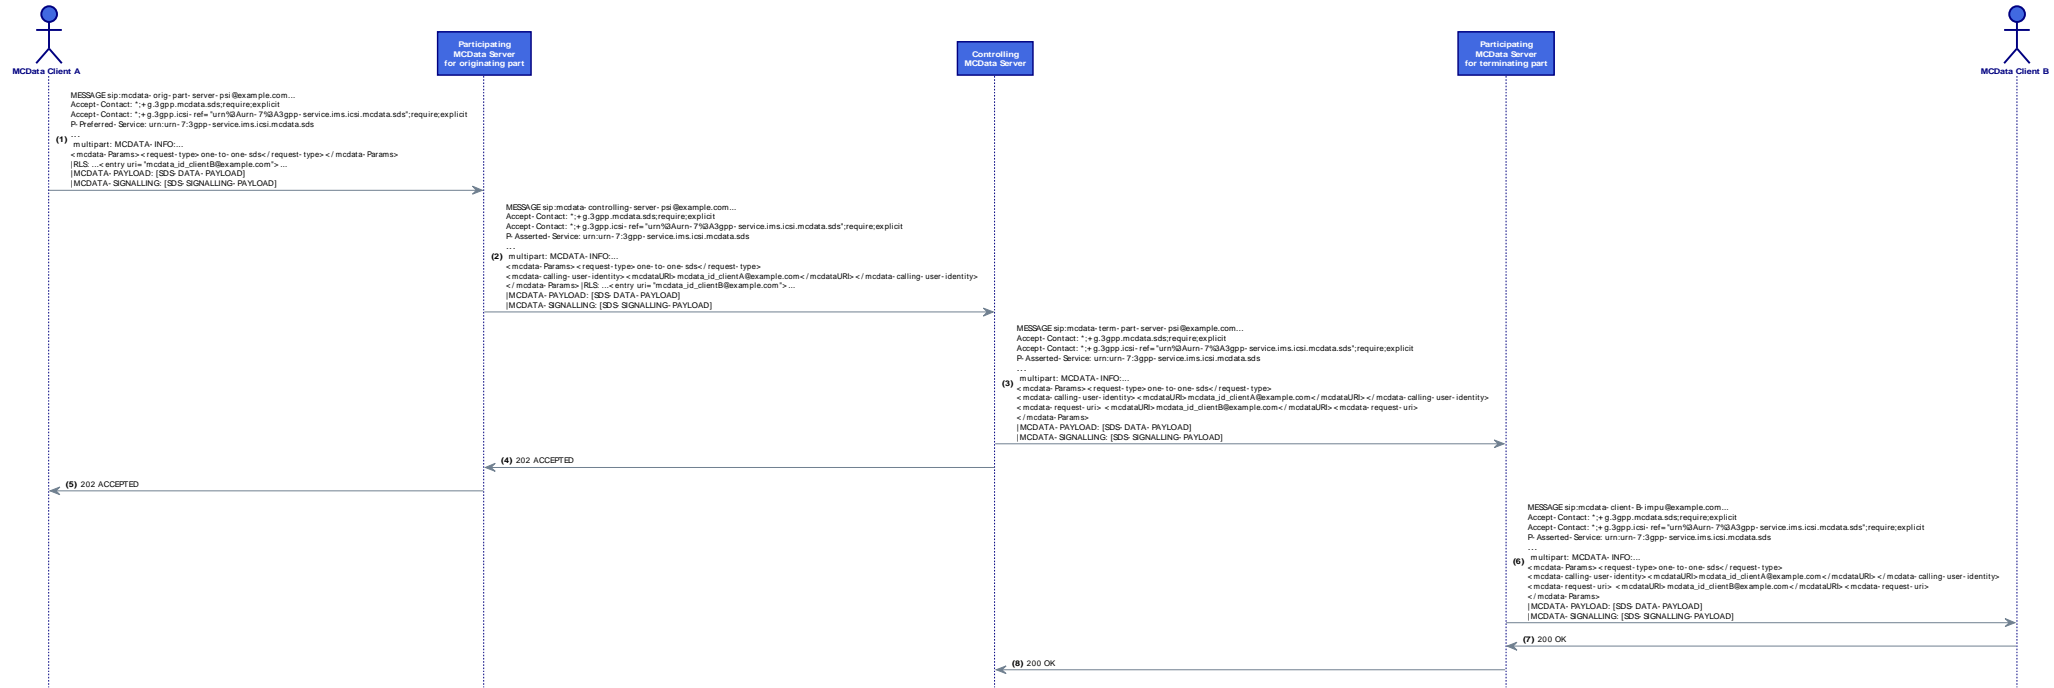 MCData Client A
Participating
MCData Server
for originating part
Controlling
MCData Server
Participating
MCData Server
for terminating part
MCData Client B
MESSAGE sip:mcdata-orig-part-server-psi@example.com...
Accept-Contact: *;+g.3gpp.mcdata.sds;require;explicit
Accept-Contact: *;+g.3gpp.icsi-ref="urn%3Aurn-7%3A3gpp-service.ims.icsi.mcdata.sds";require;explicit
P-Preferred-Service: urn:urn-7:3gpp-service.ims.icsi.mcdata.sds
...
(1) multipart: MCDATA-INFO:...
<mcdata-Params><request-type>one-to-one-sds</request-type></mcdata-Params>
|RLS: ...<entry uri="mcdata_id_clientB@example.com">...
|MCDATA-PAYLOAD: [SDS-DATA-PAYLOAD]
|MCDATA-SIGNALLING: [SDS-SIGNALLING-PAYLOAD]
MESSAGE sip:mcdata-controlling-server-psi@example.com...
Accept-Contact: *;+g.3gpp.mcdata.sds;require;explicit
Accept-Contact: *;+g.3gpp.icsi-ref="urn%3Aurn-7%3A3gpp-service.ims.icsi.mcdata.sds";require;explicit
P-Asserted-Service: urn:urn-7:3gpp-service.ims.icsi.mcdata.sds
...
(2) multipart: MCDATA-INFO:...
<mcdata-Params><request-type>one-to-one-sds</request-type>
<mcdata-calling-user-identity><mcdataURI>mcdata_id_clientA@example.com</mcdataURI></mcdata-calling-user-identity>
</mcdata-Params>|RLS: ...<entry uri="mcdata_id_clientB@example.com">...
|MCDATA-PAYLOAD: [SDS-DATA-PAYLOAD]
|MCDATA-SIGNALLING: [SDS-SIGNALLING-PAYLOAD]
MESSAGE sip:mcdata-term-part-server-psi@example.com...
Accept-Contact: *;+g.3gpp.mcdata.sds;require;explicit
Accept-Contact: *;+g.3gpp.icsi-ref="urn%3Aurn-7%3A3gpp-service.ims.icsi.mcdata.sds";require;explicit
P-Asserted-Service: urn:urn-7:3gpp-service.ims.icsi.mcdata.sds
...
multipart: MCDATA-INFO:...
(3) <mcdata-Params><request-type>one-to-one-sds</request-type>
<mcdata-calling-user-identity><mcdataURI>mcdata_id_clientA@example.com</mcdataURI></mcdata-calling-user-identity>
<mcdata-request-uri> <mcdataURI>mcdata_id_clientB@example.com</mcdataURI><mcdata-request-uri>
</mcdata-Params>
|MCDATA-PAYLOAD: [SDS-DATA-PAYLOAD]
|MCDATA-SIGNALLING: [SDS-SIGNALLING-PAYLOAD]
(4) 202 ACCEPTED
(5) 202 ACCEPTED
MESSAGE sip:mcdata-client-B-impu@example.com...
Accept-Contact: *;+g.3gpp.mcdata.sds;require;explicit
Accept-Contact: *;+g.3gpp.icsi-ref="urn%3Aurn-7%3A3gpp-service.ims.icsi.mcdata.sds";require;explicit
P-Asserted-Service: urn:urn-7:3gpp-service.ims.icsi.mcdata.sds
...
multipart: MCDATA-INFO:...
(6) <mcdata-Params><request-type>one-to-one-sds</request-type>
<mcdata-calling-user-identity><mcdataURI>mcdata_id_clientA@example.com</mcdataURI></mcdata-calling-user-identity>
<mcdata-request-uri> <mcdataURI>mcdata_id_clientB@example.com</mcdataURI><mcdata-request-uri>
</mcdata-Params>
|MCDATA-PAYLOAD: [SDS-DATA-PAYLOAD]
|MCDATA-SIGNALLING: [SDS-SIGNALLING-PAYLOAD]
(7) 200 OK
(8) 200 OK